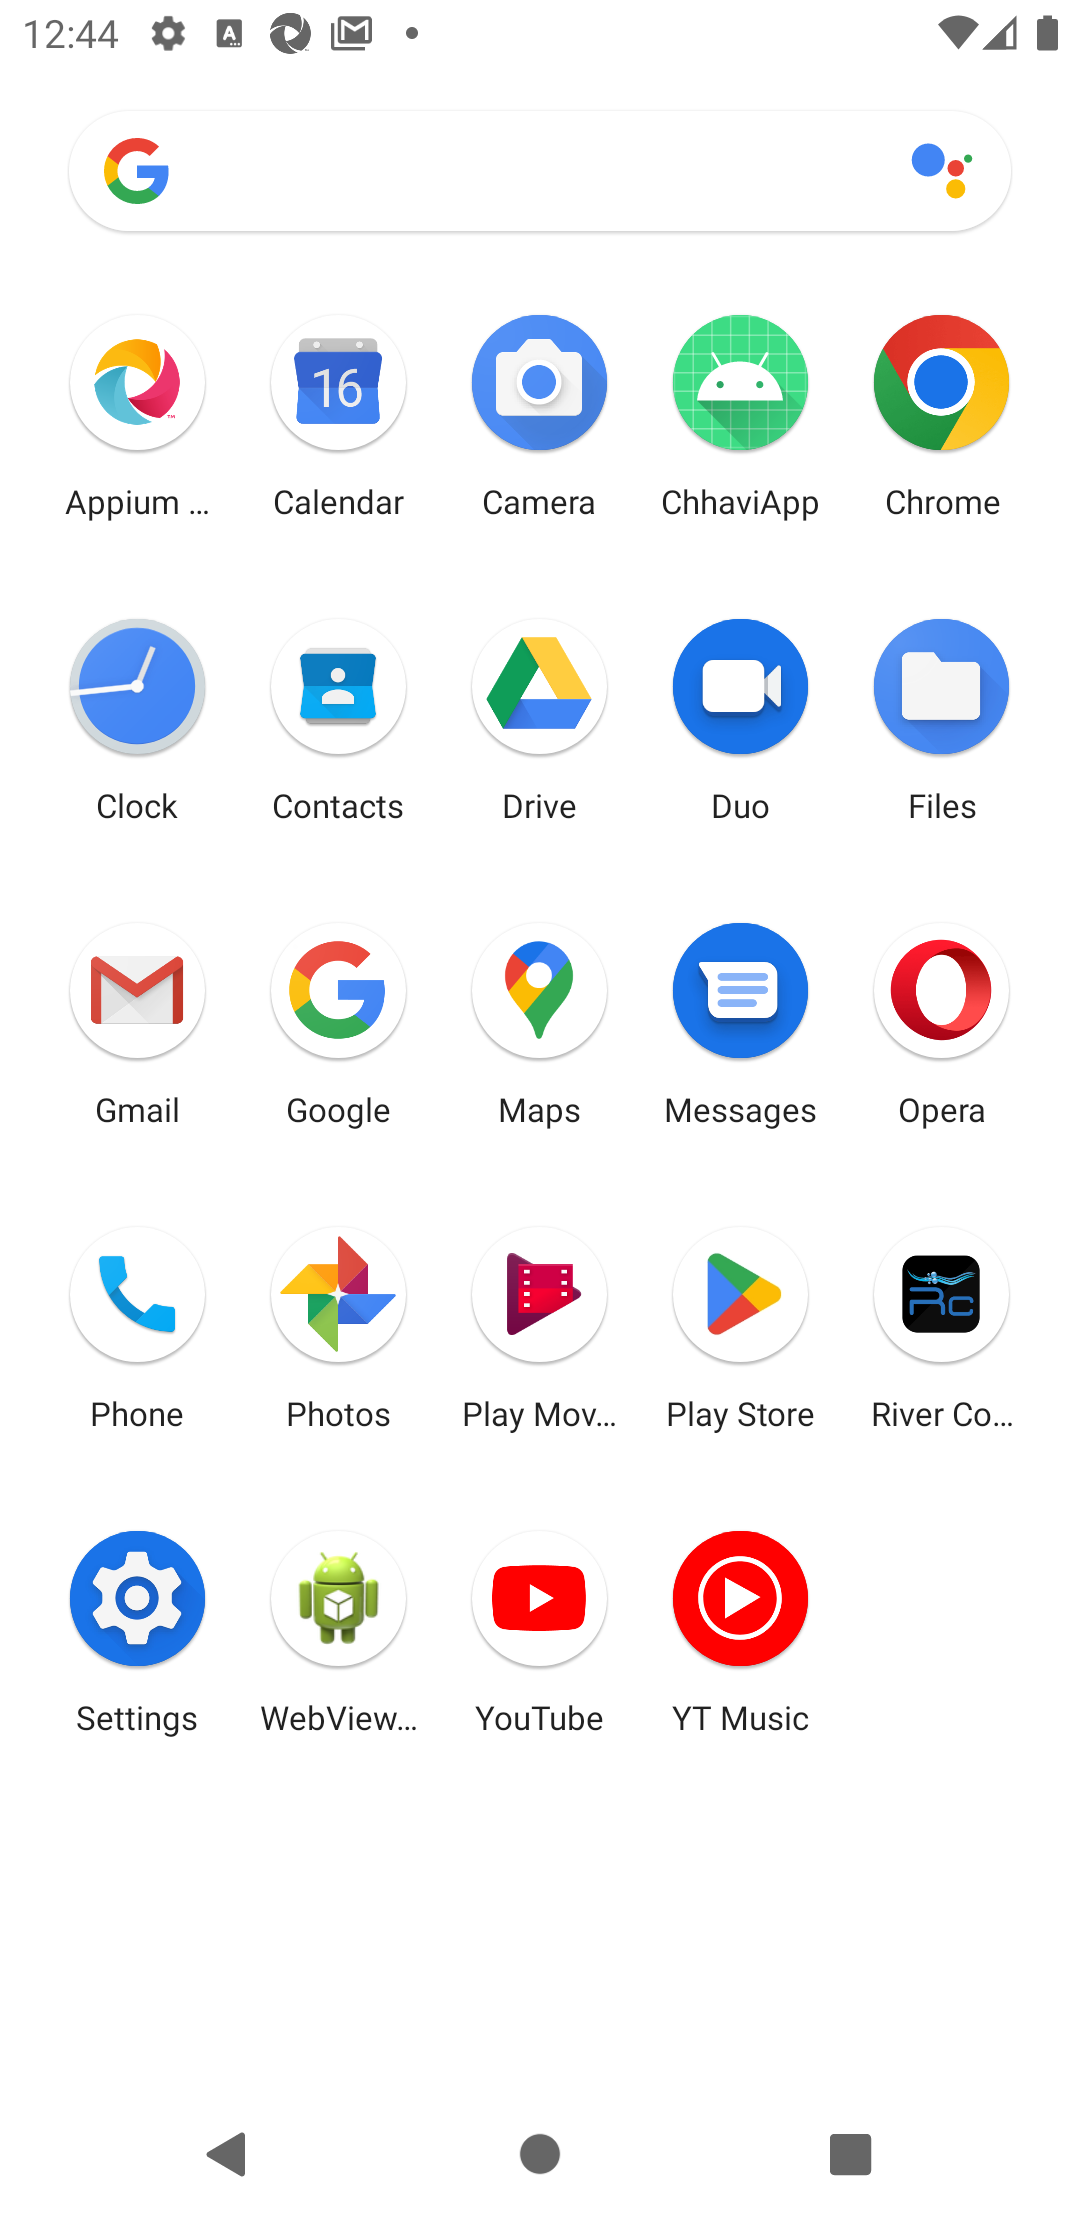 12:44
Appium ...
Calendar
Camera
ChhaviApp
Chrome
Clock
Contacts
Drive
Duo
Files
Gmail
Google
Maps
Messages
Opera
Phone
Photos
Play Mov...
Play Store
River Co...
Settings
WebView...
YouTube
YT Music
16
A
Rc